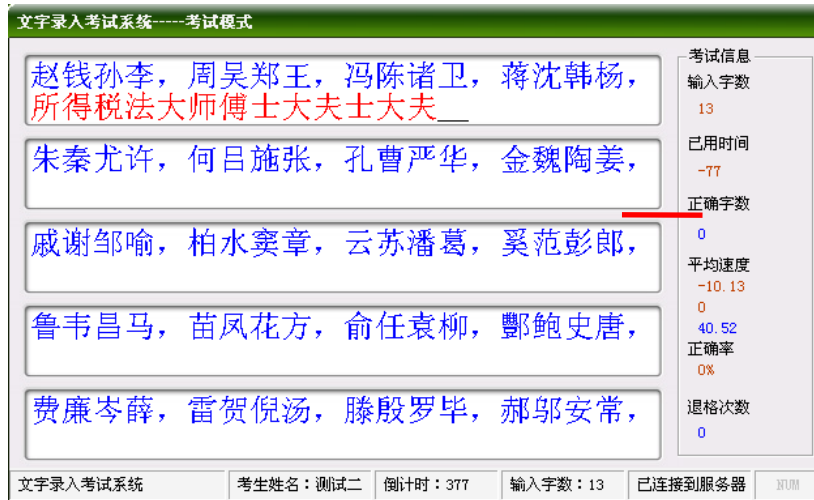 文字录入考试系统-----考试模式
赵钱孙李，周吴郑王，冯陈诸卫，蒋沈韩杨，
所得税法大师傅士大夫士大夫
朱秦尤许，何吕施张，孔曹严华，金魏陶姜，
戚谢邹喻，柏水窦章，云苏潘葛，奚范彭郎，
鲁韦昌马，苗凤花方，俞任袁柳，酆鲍史唐，
费廉岑薛，雷贺倪汤，滕殷罗毕，郝邬安常，
考试信息
输入字数
13
已用时间
-77
正确字数
0
平均速度
-10.13
0
40.52
正确率
0%
退格次数
0
文字录入考试系统
考生姓名：测试二
倒计时：377
输入字数：13
已连接到服务器
NUM